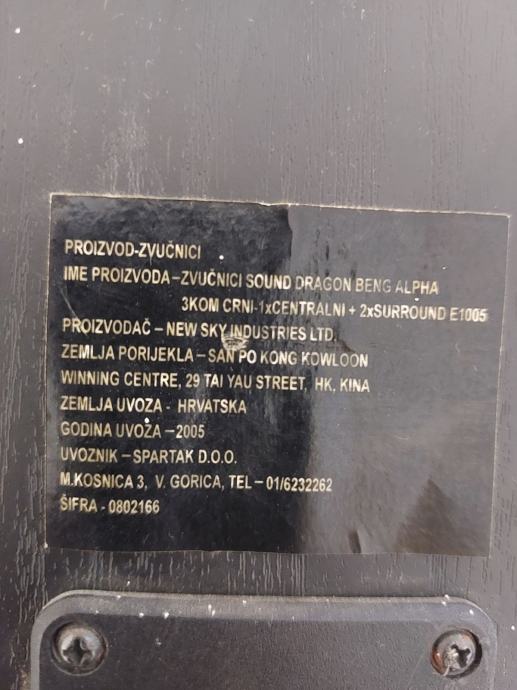 PROIZVOD-ZVUČNICI
IME PROIZVODA – ZVUČNICI SOUND DRAGON BENG ALPHA
3KOM CRNI-1xCENTRALNI + 2xSURROUND E1005
PROIZVODAČ – NEW SKY INDUSTRIES LTD.
ZEMLJA PORIJEKLA – SAN PO KONG KOWLOON
WINNING CENTRE, 29 TAI YAU STREET, HK, KINA
ZEMLJA UVOZA - HRVATSKA
GODINA UVOZA – 2005
UVOZNIK – SPARTAK D.O.O.
M.KOSNICA 3, V. GORICA, TEL – 01/6232262
ŠIFRA - 0802166